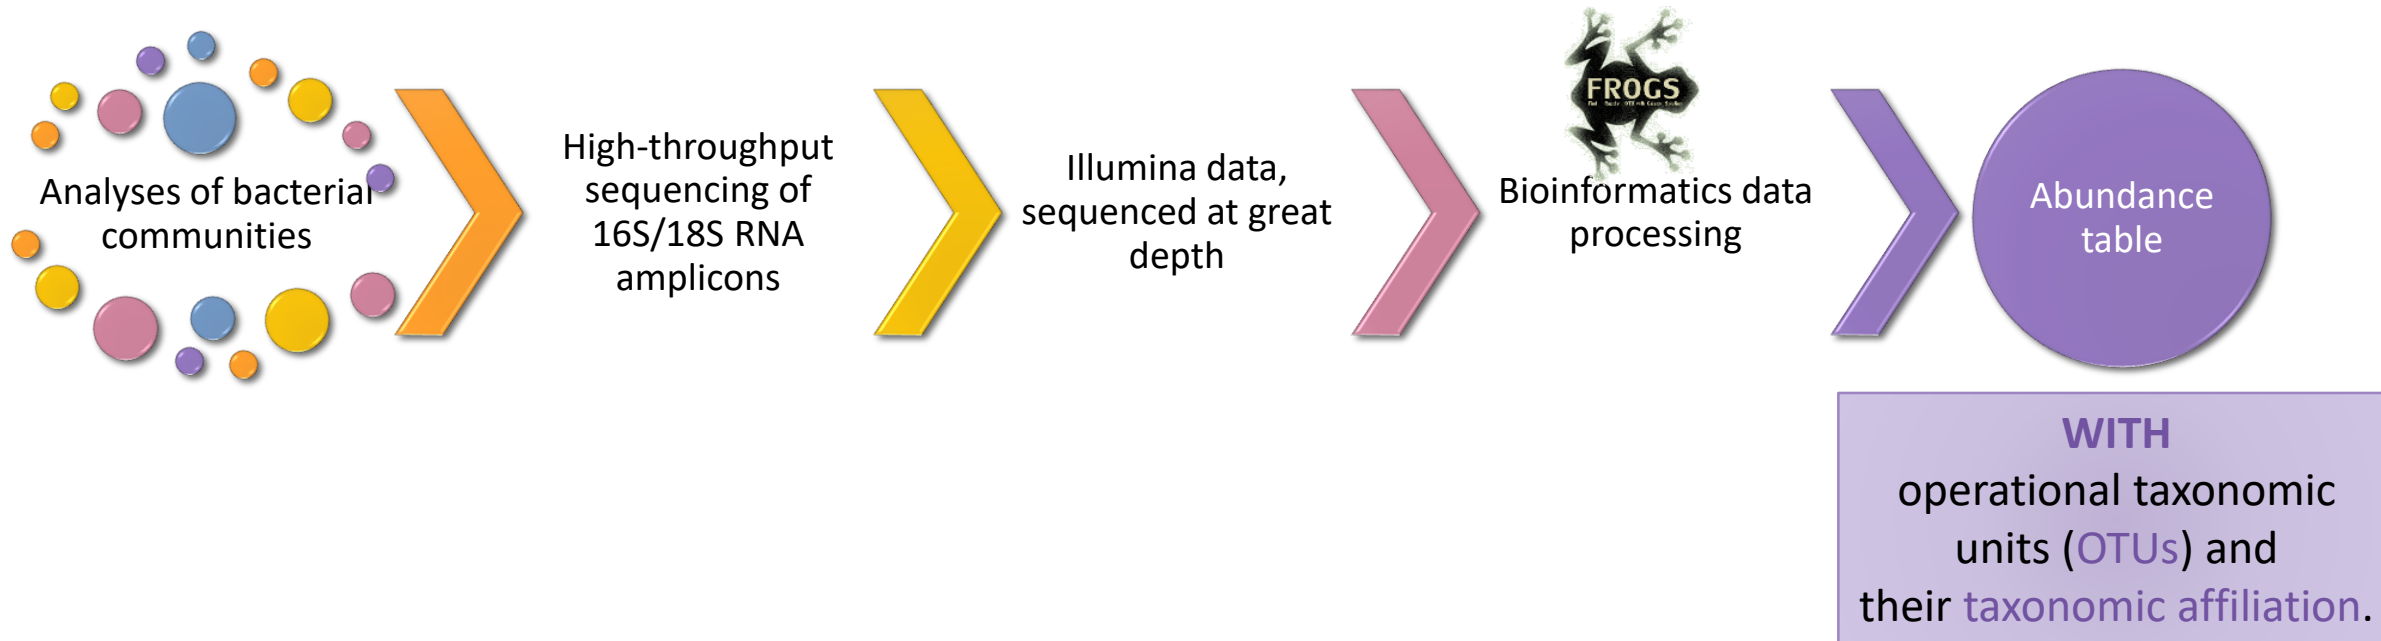 Analyses of bacterial
communities
High-throughput
sequencing of
16S/18S RNA
amplicons
Illumina data,
sequenced at great
depth
FROGS
Bioinformatics data
processing
Abundance
table
WITH
operational taxonomic
units (OTUs) and
their taxonomic affiliation.